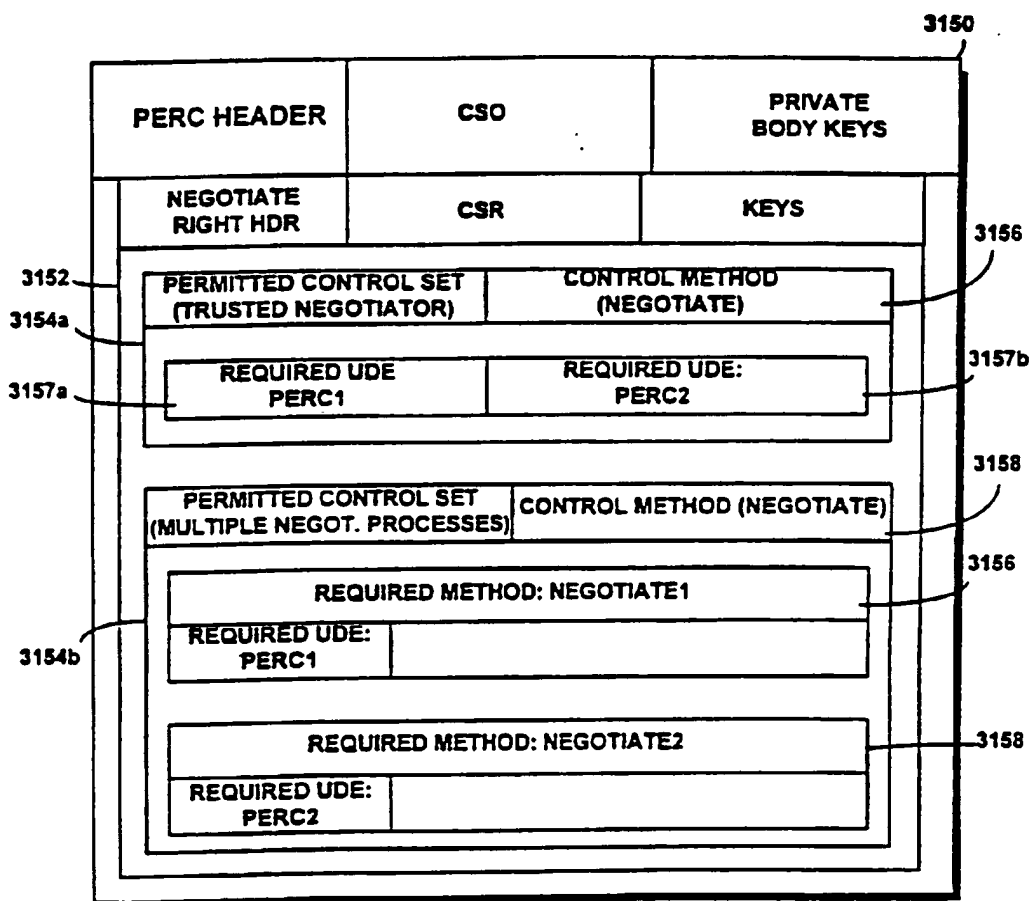 3150
PERC HEADER
CSO
PRIVATE
BODY KEYS
NEGOTIATE
RIGHT HDR
CSR
KEYS
3156
3152
PERMITTED CONTROL SET
(TRUSTED NEGOTIATOR)
CONTROL METHOD
(NEGOTIATE)
3154a
REQUIRED UDE
PERC1
REQUIRED UDE:
PERC2
3157b
3157a
3158
PERMITTED CONTROL SET
(MULTIPLE NEGOT. PROCESSES)
CONTROL METHOD (NEGOTIATE)
3156
REQUIRED METHOD: NEGOTIATE1
REQUIRED UDE:
PERC1
3154b
REQUIRED METHOD: NEGOTIATE2
3158
REQUIRED UDE:
PERC2